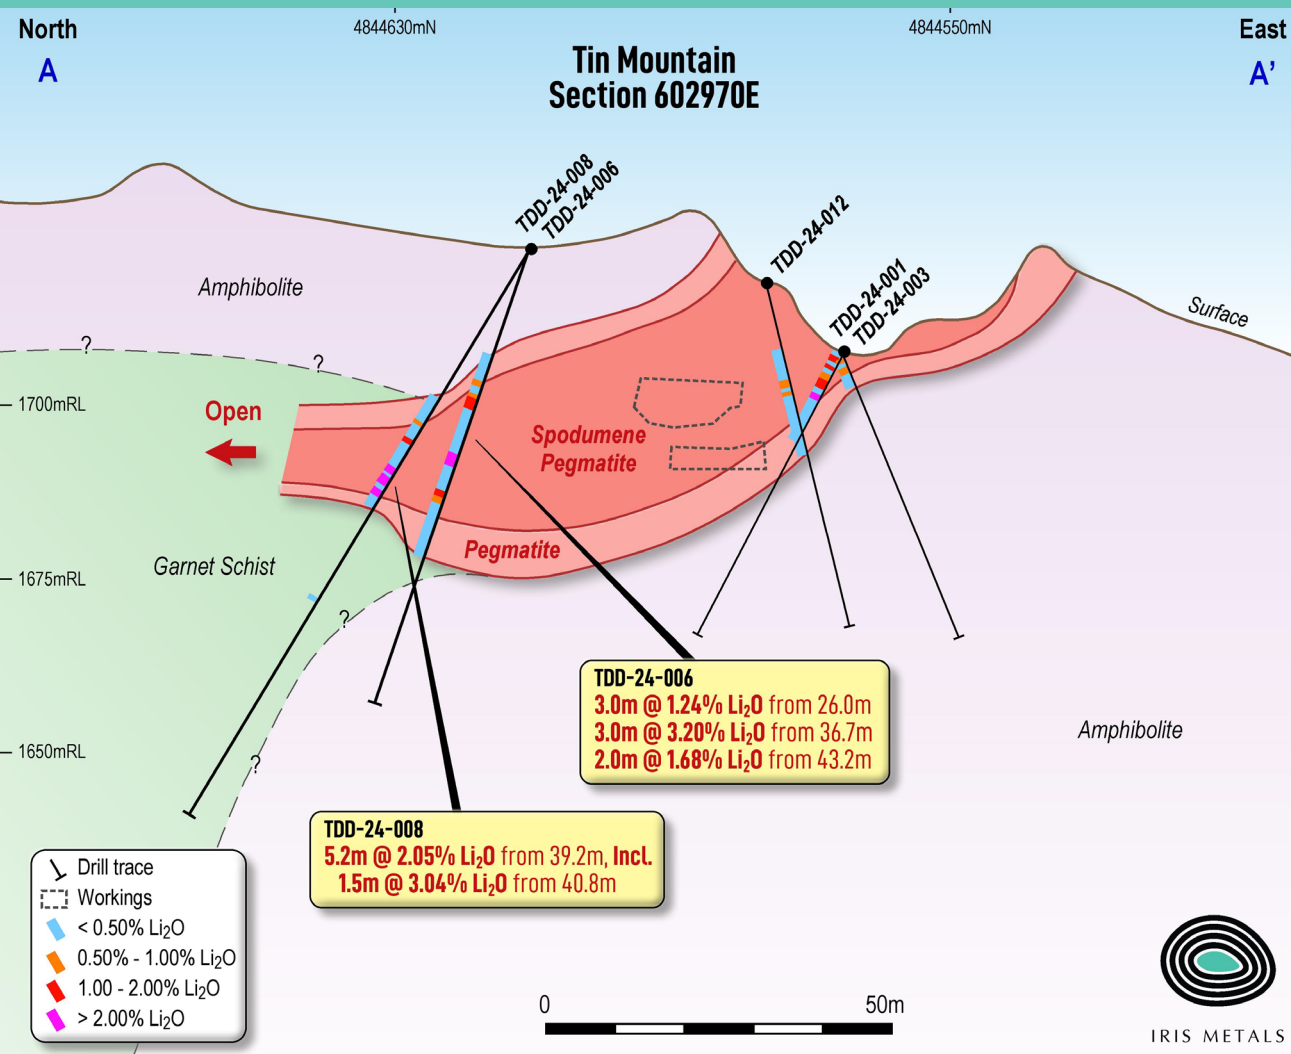 North
4844630mN
4844550mN
East
A
A'
Tin Mountain
Section 602970E
TDD-24-008
TDD-24-006
TDD-24-012
TDD-24-001
TDD-24-003
Amphibolite
Surface
?
?
1700mRL
Open
Spodumene
Pegmatite
Pegmatite
Garnet Schist
1675mRL
?
TDD-24-006
3.0m @ 1.24% Li₂O from 26.0m
3.0m @ 3.20% Li₂O from 36.7m
2.0m @ 1.68% Li₂O from 43.2m
Amphibolite
1650mRL
?
TDD-24-008
5.2m @ 2.05% Li₂O from 39.2m, Incl.
1.5m @ 3.04% Li₂O from 40.8m
Drill trace
Workings
< 0.50% Li₂O
0.50% - 1.00% Li₂O
1.00 - 2.00% Li₂O
> 2.00% Li₂O
0
50m
IRIS METALS